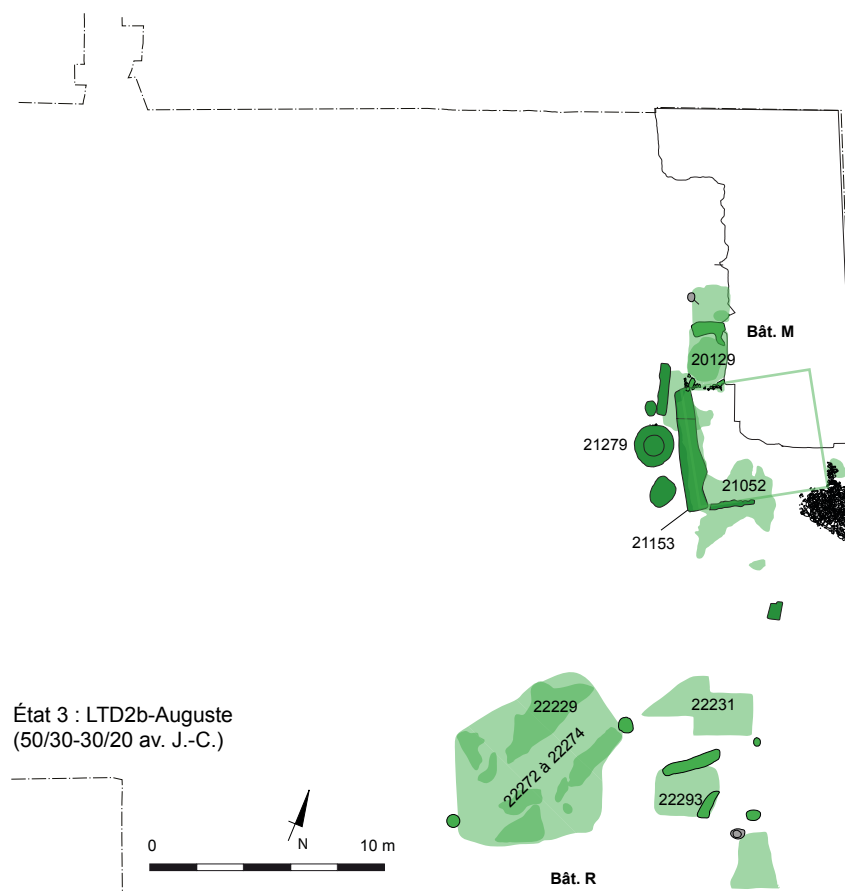 Bât. M
20129
21279
21052
21153
État 3 : LTD2b-Auguste
(50/30-30/20 av. J.-C.)
22229
22231
22272 à 22274
22293
N
0
10 m
Bât. R